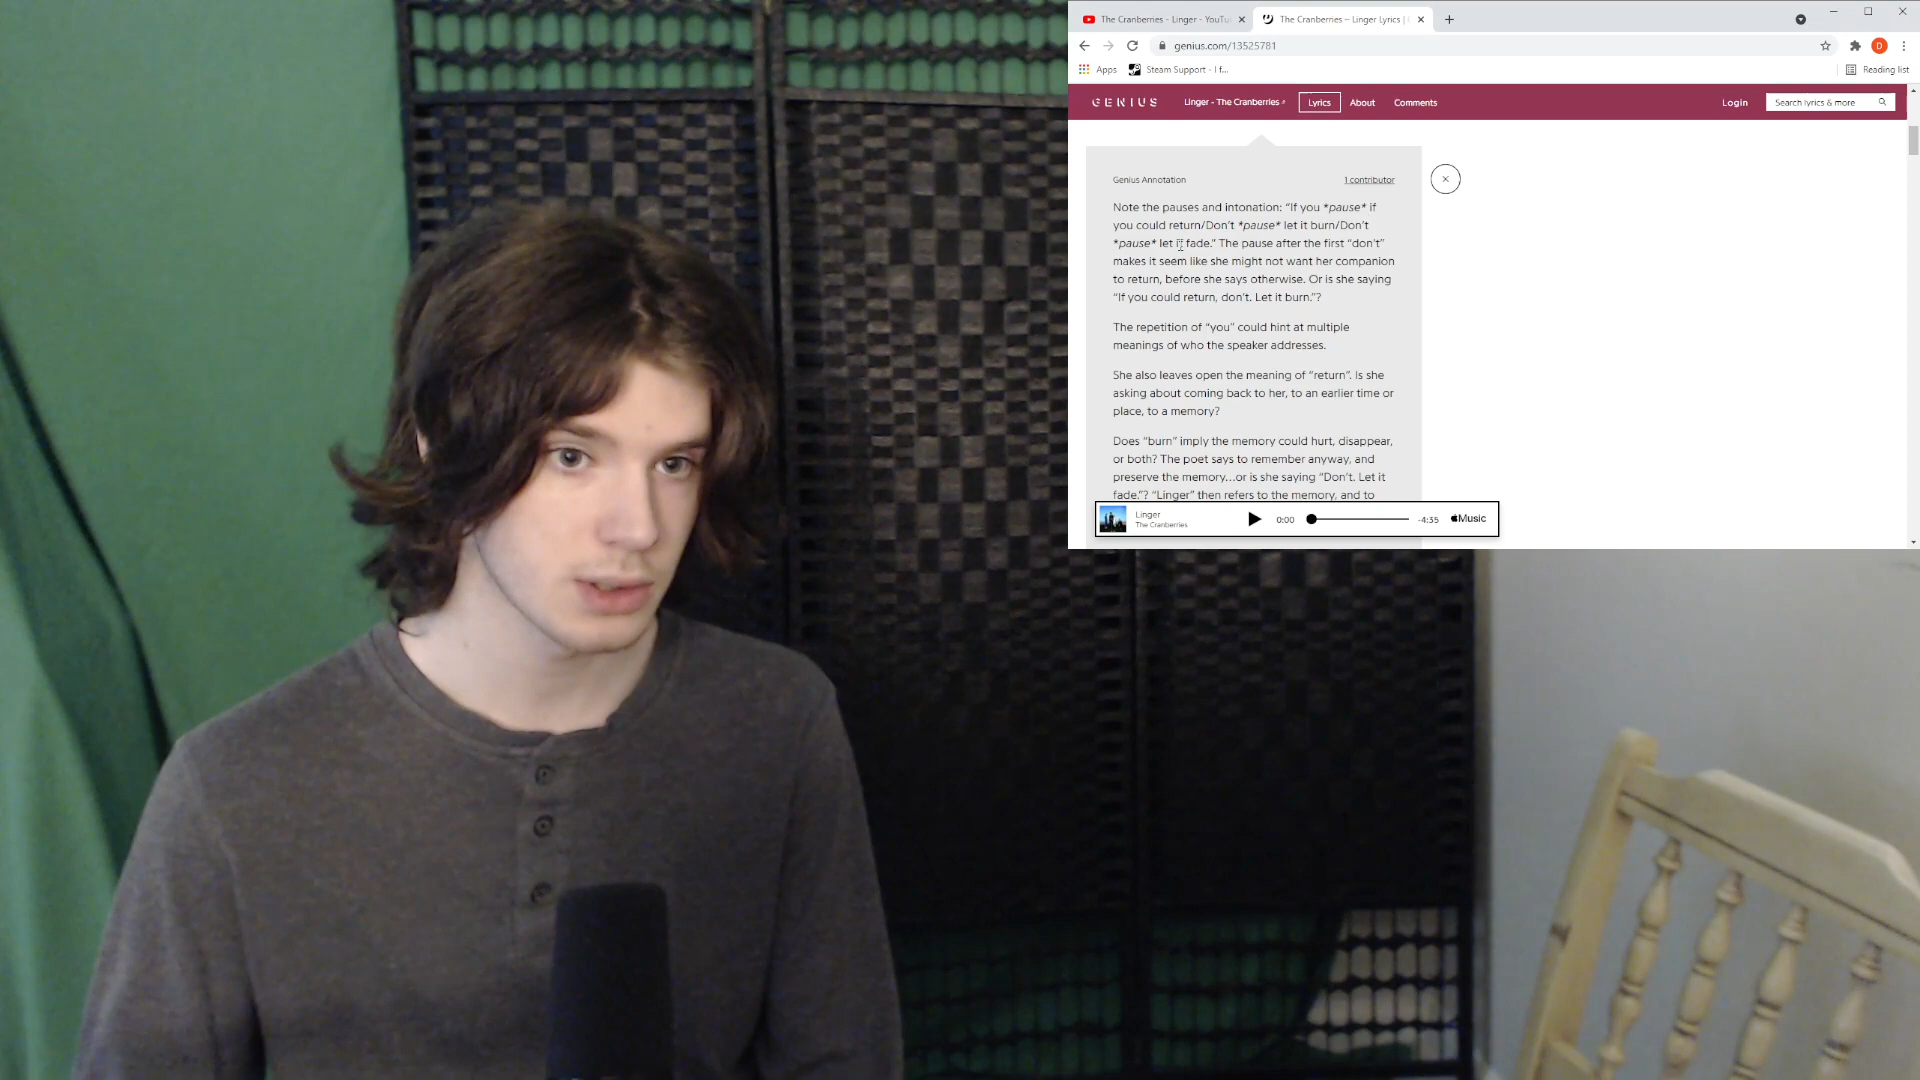 The Cranberries - Linger - YouTu
The Cranberries – Linger Lyrics |
genius.com/13525781
D
Apps
Steam Support - I f...
Reading list
GENIUS
Linger - The Cranberries
Lyrics
About
Comments
Login
Search lyrics & more
Genius Annotation
1 contributor
Note the pauses and intonation: “If you *pause* if
you could return/Don’t *pause* let it burn/Don’t
*pause* let it fade.” The pause after the first “don’t”
makes it seem like she might not want her companion
to return, before she says otherwise. Or is she saying
“If you could return, don’t. Let it burn.”?
The repetition of “you” could hint at multiple
meanings of who the speaker addresses.
She also leaves open the meaning of “return”. Is she
asking about coming back to her, to an earlier time or
place, to a memory?
Does “burn” imply the memory could hurt, disappear,
or both? The poet says to remember anyway, and
preserve the memory...or is she saying “Don’t. Let it
fade.”? “Linger” then refers to the memory, and to
Linger
The Cranberries
0:00
-4:35
Music